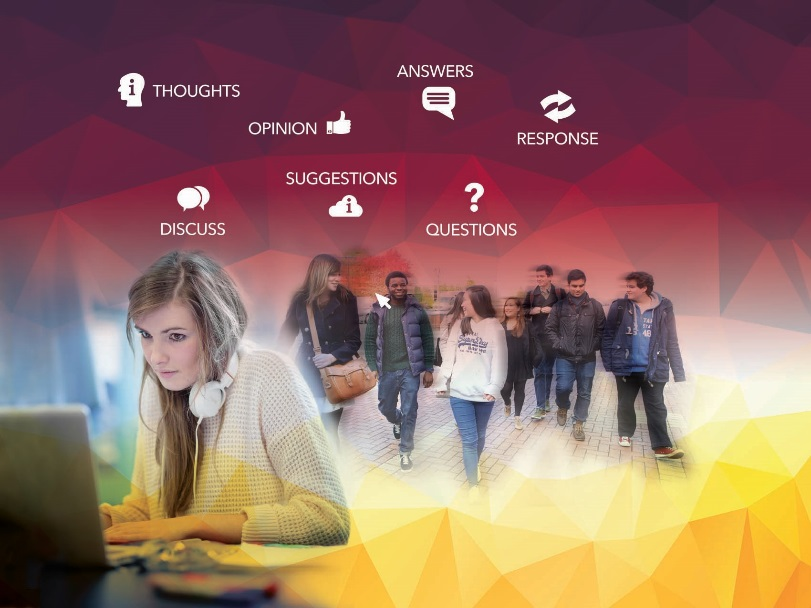 ANSWERS
THOUGHTS
OPINION
RESPONSE
SUGGESTIONS
DISCUSS
QUESTIONS